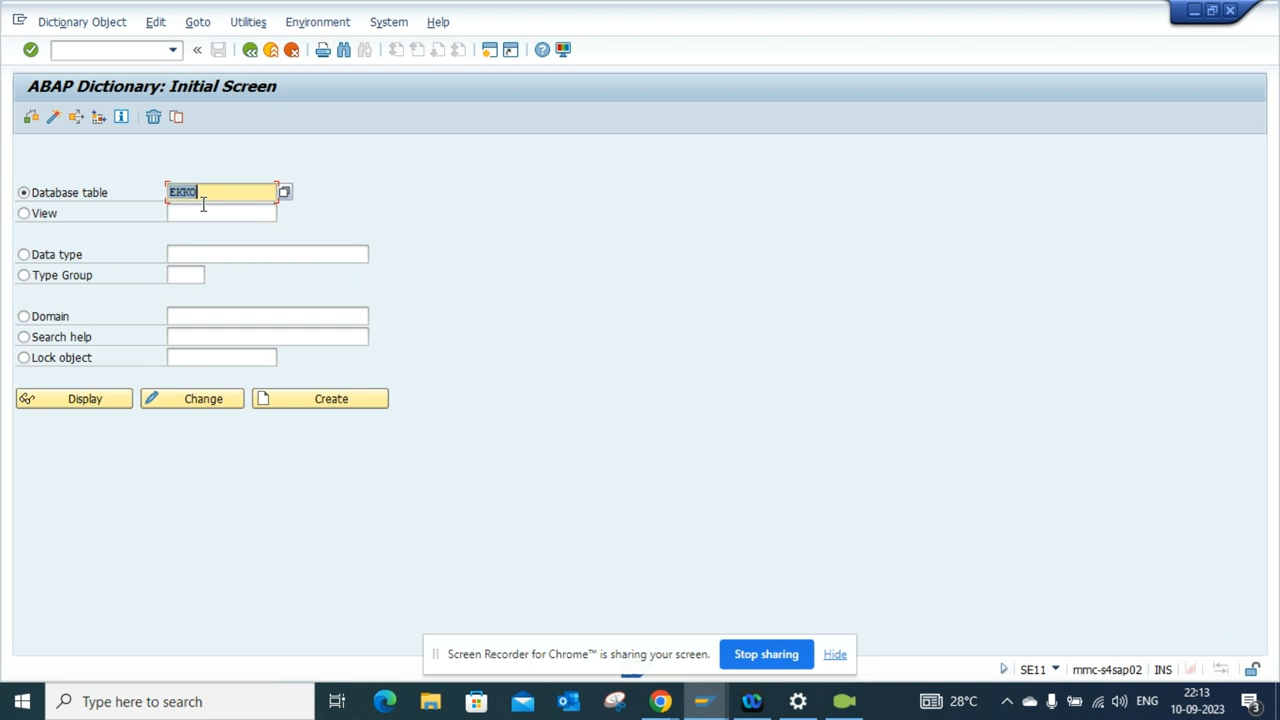 Dictionary Object Edit Goto Utilities Environment System Help
ABAP Dictionary: Initial Screen
Database table EKKO
View
Data type
Type Group
Domain
Search help
Lock object
Display Change Create
Screen Recorder for Chrome™ is sharing your screen. Stop sharing Hide
SE11 mmc-s4sap02 INS
Type here to search 28°C ENG 22:13
10-09-2023 3